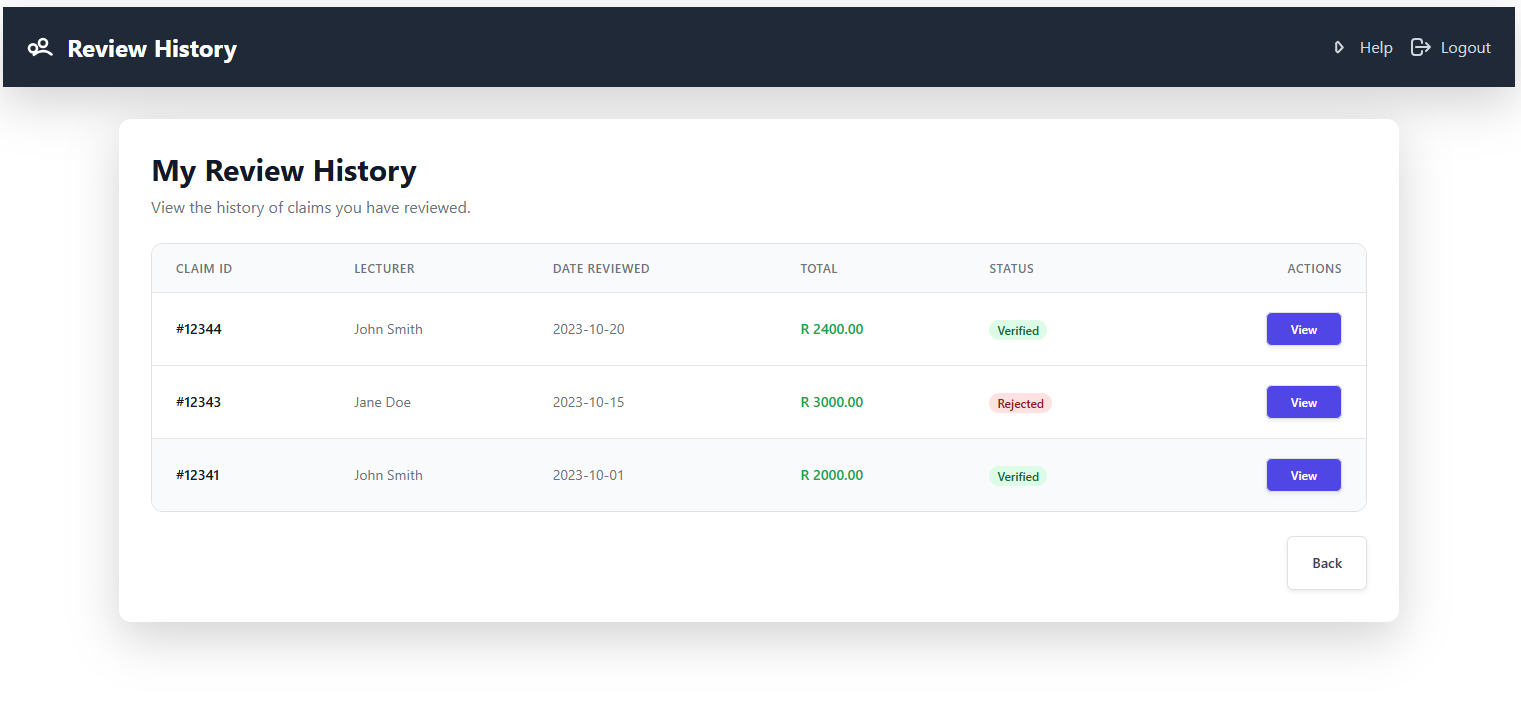 Review History
Help Logout
My Review History
View the history of claims you have reviewed.
CLAIM ID LECTURER DATE REVIEWED TOTAL STATUS ACTIONS
#12344 John Smith 2023-10-20 R 2400.00 Verified View
#12343 Jane Doe 2023-10-15 R 3000.00 Rejected View
#12341 John Smith 2023-10-01 R 2000.00 Verified View
Back